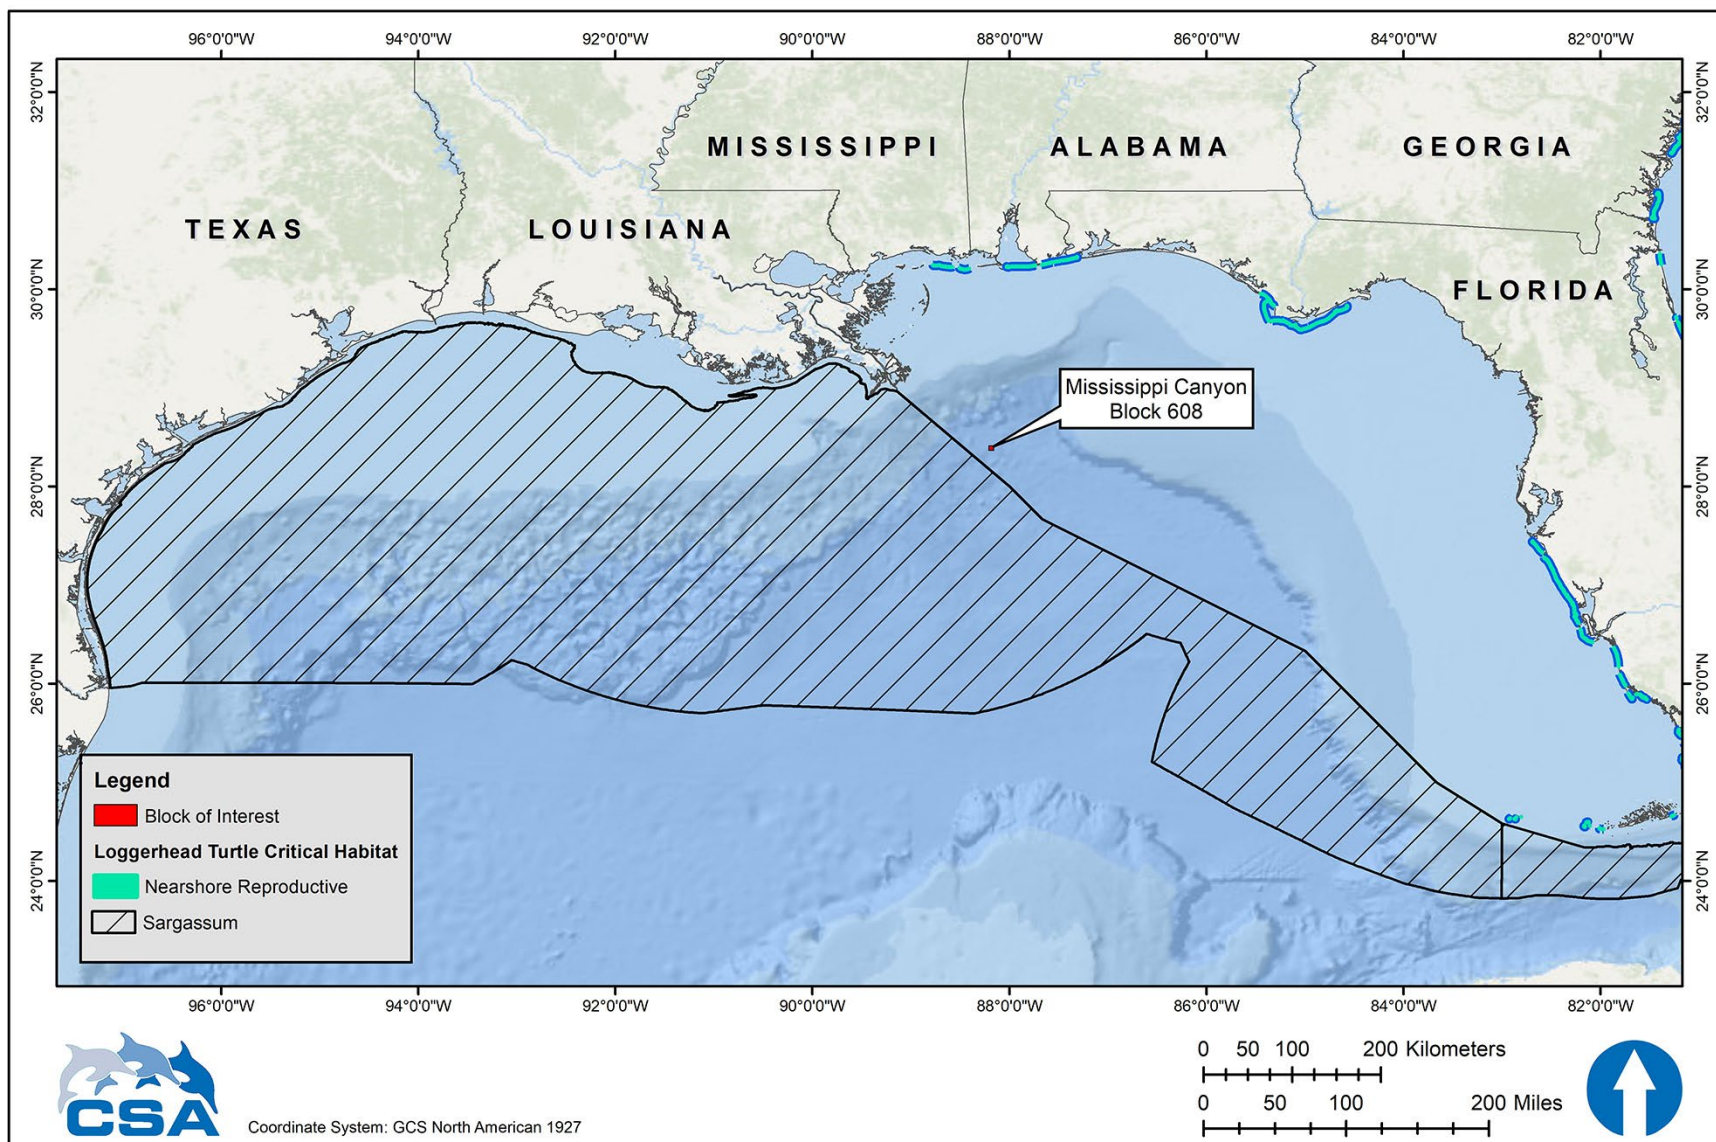 96°0'0"W 94°0'0"W 92°0'0"W 90°0'0"W 88°0'0"W 86°0'0"W 84°0'0"W 82°0'0"W
32°0'0"N 32°0'0"N
MISSISSIPPI ALABAMA GEORGIA
TEXAS LOUISIANA
30°0'0"N FLORIDA 30°0'0"N
Mississippi Canyon
Block 608
28°0'0"N 28°0'0"N
26°0'0"N 26°0'0"N
Legend
Block of Interest
Loggerhead Turtle Critical Habitat
Nearshore Reproductive
Sargassum
24°0'0"N 24°0'0"N
96°0'0"W 94°0'0"W 92°0'0"W 90°0'0"W 88°0'0"W 86°0'0"W 84°0'0"W 82°0'0"W
0 50 100 200 Kilometers
0 50 100 200 Miles
CSA
Coordinate System: GCS North American 1927